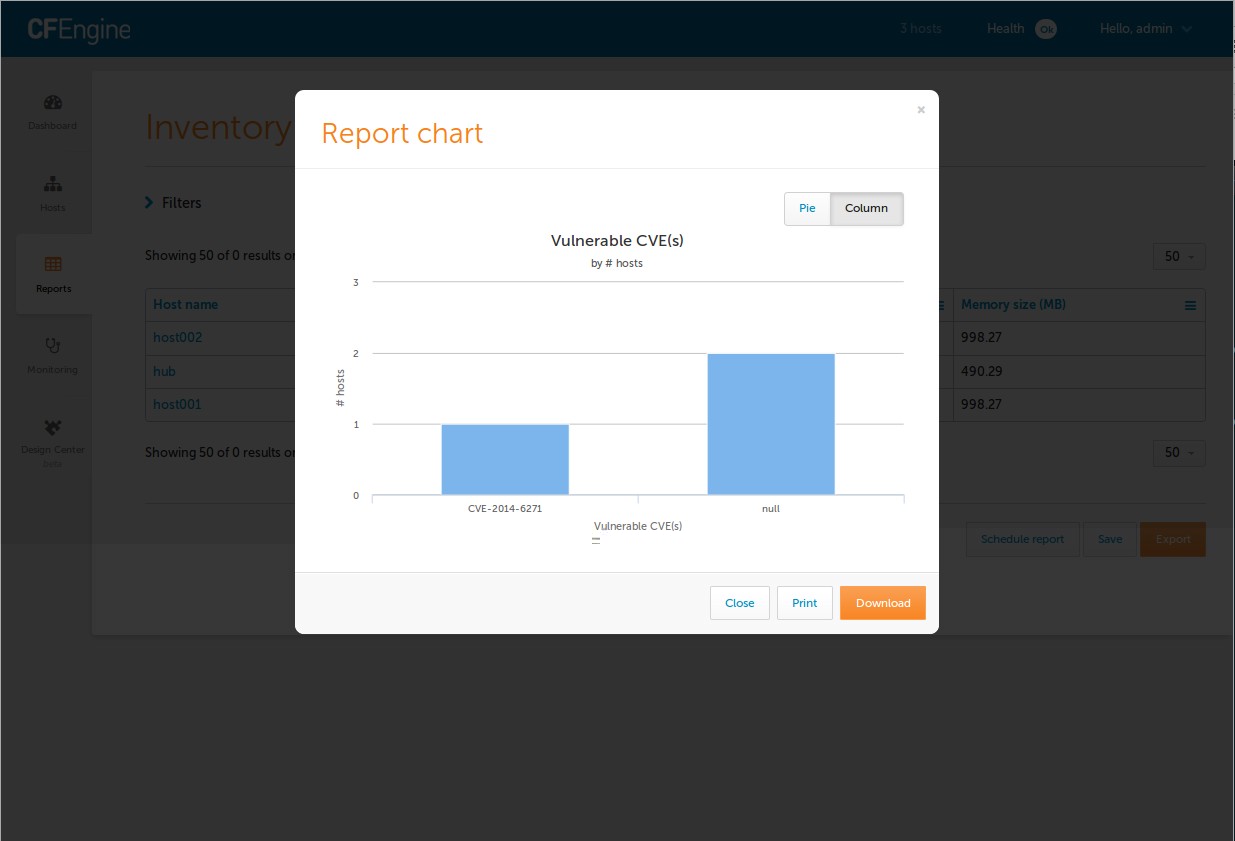 CFEngine
3 hosts
Health Ok
Hello, admin
Dashboard
Hosts
Reports
Monitoring
Design Center
beta
Inventory
Filters
Showing 50 of 0 results on
50
Host name
Memory size (MB)
host002
998.27
hub
490.29
host001
998.27
Showing 50 of 0 results on
50
Schedule report
Save
Export
Report chart
×
Pie
Column
Vulnerable CVE(s)
by # hosts
# hosts
3
2
1
0
CVE-2014-6271
null
Vulnerable CVE(s)
Close
Print
Download